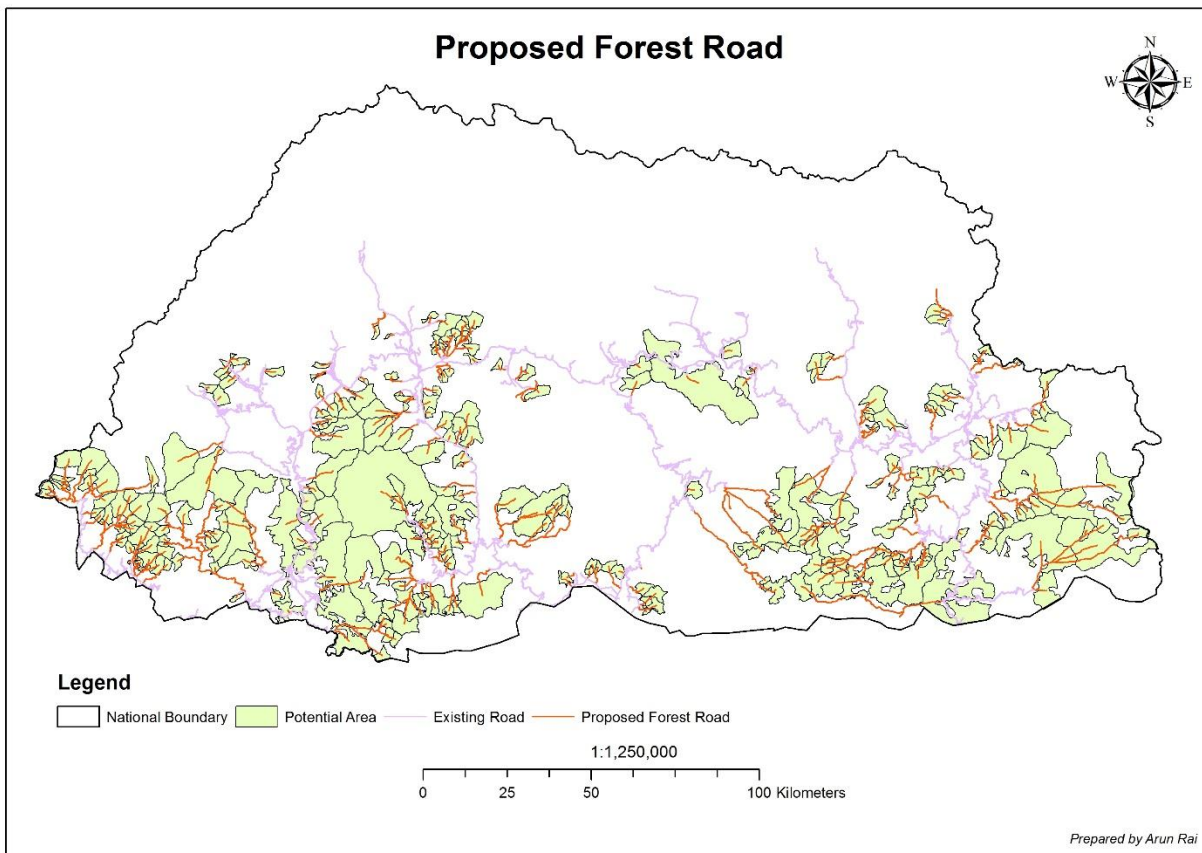 Proposed Forest Road
N
W E
S
Legend
National Boundary Potential Area Existing Road Proposed Forest Road
1:1,250,000
0 25 50 100 Kilometers
Prepared by Arun Rai